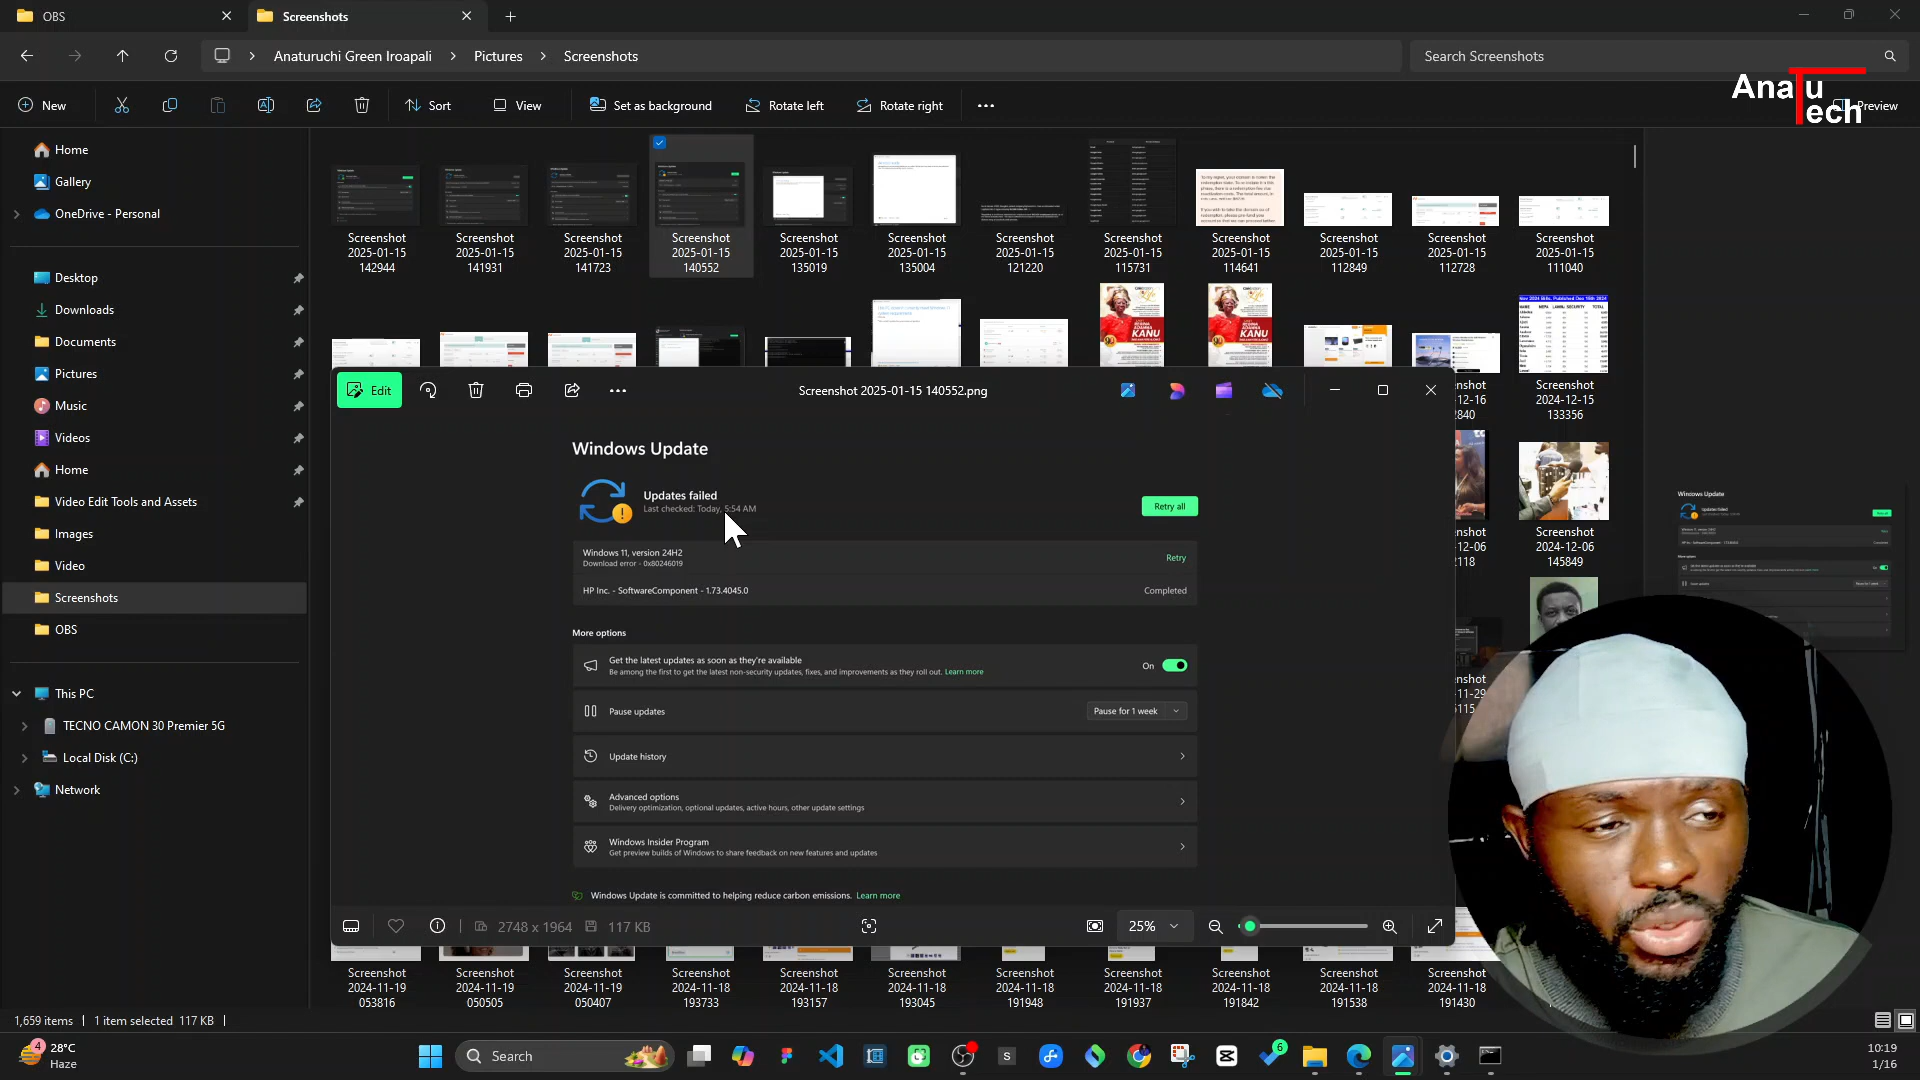 OBS
Screenshots
Anaturuchi Green Iroapali
Pictures
Screenshots
Search Screenshots
AnaTu
Tech
New
Sort
View
Set as background
Rotate left
Rotate right
Preview
Home
Gallery
OneDrive - Personal
Desktop
Downloads
Documents
Pictures
Music
Videos
Home
Video Edit Tools and Assets
Images
Video
Screenshots
OBS
This PC
TECNO CAMON 30 Premier 5G
Local Disk (C:)
Network
Screenshot 2025-01-15 142944
Screenshot 2025-01-15 141931
Screenshot 2025-01-15 141723
Screenshot 2025-01-15 140552
Screenshot 2025-01-15 135019
Screenshot 2025-01-15 135004
Screenshot 2025-01-15 121220
Screenshot 2025-01-15 115731
Screenshot 2025-01-15 114641
Screenshot 2025-01-15 112849
Screenshot 2025-01-15 112728
Screenshot 2025-01-15 111040
KANU
KANU
Screenshot 2024-12-15 133356
Screenshot 2024-12-06 145849
Edit
Screenshot 2025-01-15 140552.png
Windows Update
Updates failed
Last checked: Today, 5:54 AM
Retry all
Windows 11, version 24H2
Download error - 0x80246019
Retry
HP Inc. - SoftwareComponent - 1.73.4045.0
Completed
More options
Get the latest updates as soon as they're available
Be among the first to get the latest non-security updates, fixes, and improvements as they roll out. Learn more
On
Pause updates
Pause for 1 week
Update history
Advanced options
Delivery optimization, optional updates, active hours, other update settings
Windows Insider Program
Get preview builds of Windows to share feedback on new features and updates
Windows Update is committed to helping reduce carbon emissions. Learn more
2748 x 1964
117 KB
25%
Windows Update
Screenshot 2024-11-19 053816
Screenshot 2024-11-19 050505
Screenshot 2024-11-19 050407
Screenshot 2024-11-18 193733
Screenshot 2024-11-18 193157
Screenshot 2024-11-18 193045
Screenshot 2024-11-18 191948
Screenshot 2024-11-18 191937
Screenshot 2024-11-18 191842
Screenshot 2024-11-18 191538
Screenshot 2024-11-18 191430
1,659 items
1 item selected 117 KB
4
28°C
Haze
Search
S
6
10:19
1/16